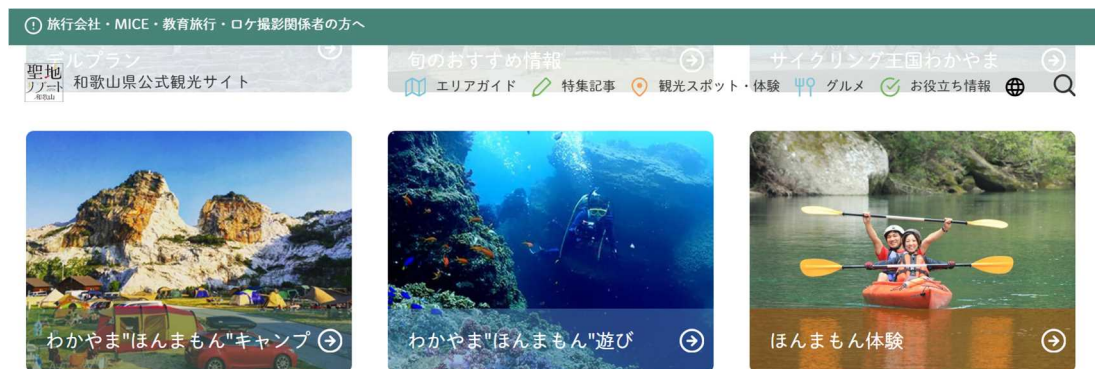 旅行会社・MICE・教育旅行・ロケ撮影関係者の方へ
デルプラン
旬のおすすめ情報
サイクリング王国わかやま
聖地
リゾート
和歌山
和歌山県公式観光サイト
エリアガイド
特集記事
観光スポット・体験
グルメ
お役立ち情報
わかやま"ほんまもん"キャンプ
わかやま"ほんまもん"遊び
ほんまもん体験